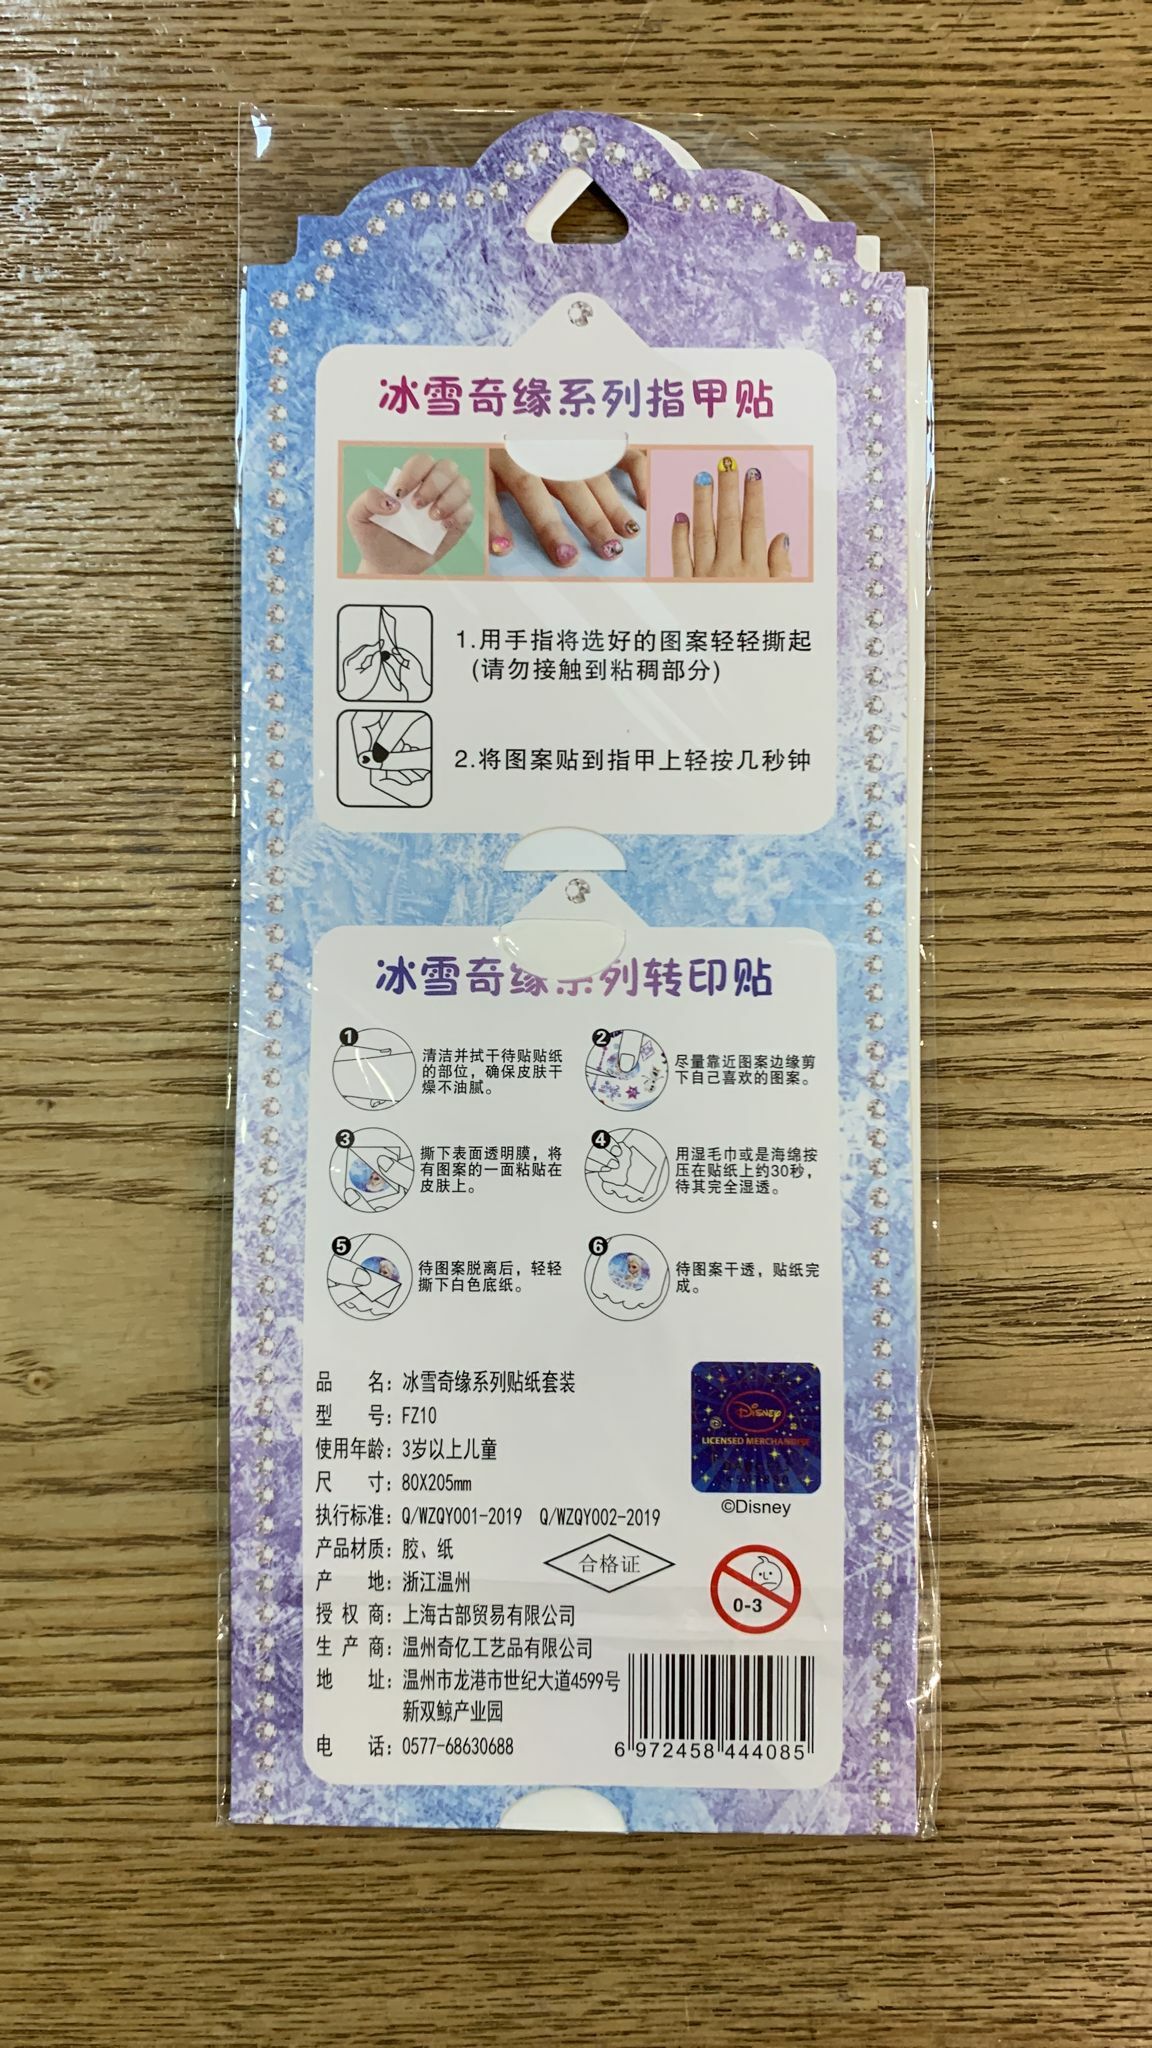 冰雪奇缘系列指甲贴
1.用手指将选好的图案轻轻撕起
(请勿接触到粘稠部分)
2.将图案贴到指甲上轻按几秒钟
冰雪奇缘系列转印贴
1
清洁并拭干待贴贴纸
的部位，确保皮肤干
燥不油腻。
2
尽量靠近图案边缘剪
下自己喜欢的图案。
3
撕下表面透明膜，将
有图案的一面粘贴在
皮肤上。
4
用湿毛巾或是海绵按
压在贴纸上约30秒，
待其完全湿透。
5
待图案脱离后，轻轻
撕下白色底纸。
6
待图案干透，贴纸完
成。
品 名：冰雪奇缘系列贴纸套装
型 号：FZ10
使用年龄：3岁以上儿童
尺 寸：80X205mm
执行标准：Q/WZQY001-2019 Q/WZQY002-2019
产品材质：胶、纸
产 地：浙江温州
授 权 商：上海古部贸易有限公司
生 产 商：温州奇亿工艺品有限公司
地 址：温州市龙港市世纪大道4599号
新双鲸产业园
电 话：0577-68630688
Disney
LICENSED MERCHANDISE
©Disney
合格证
0-3
6 972458 444085